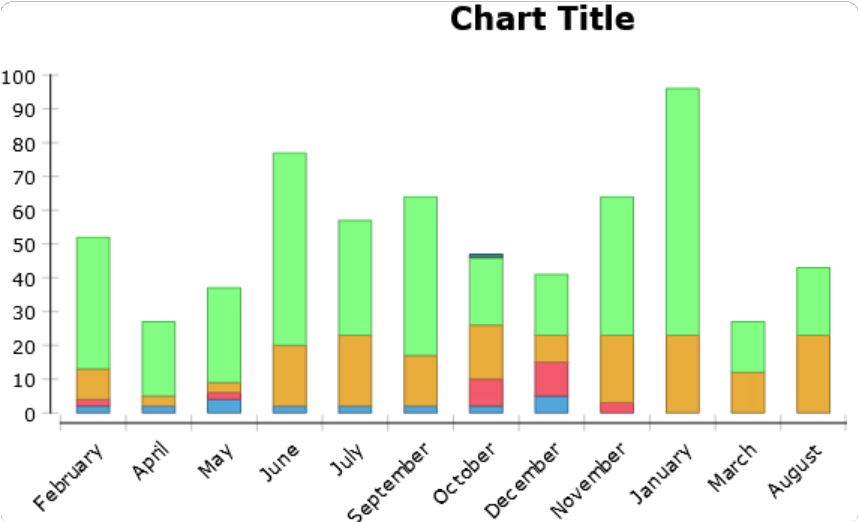 Chart Title
100
90
80
70
60
50
40
30
20
10
0
February
April
May
June
July
September
October
December
November
January
March
August